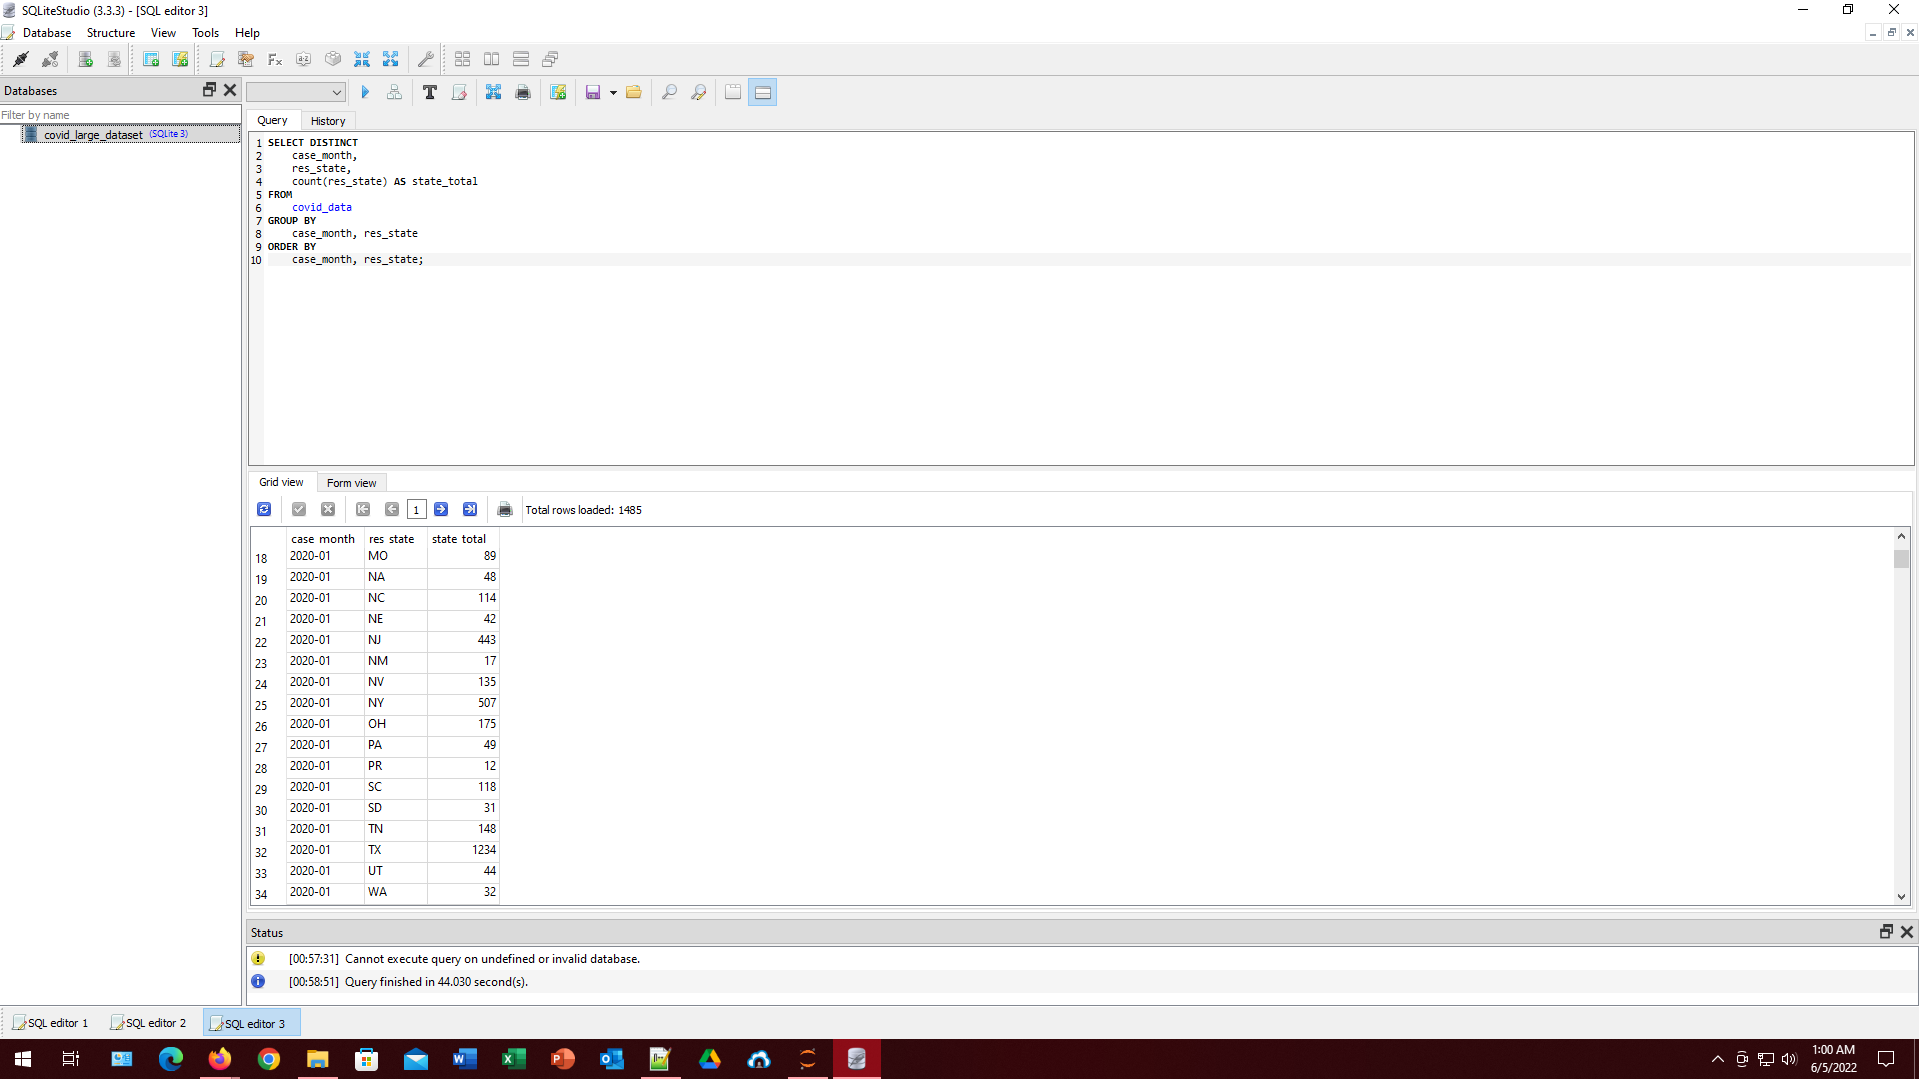 SQLiteStudio (3.3.3) - [SQL editor 3]
Database Structure View Tools Help
Databases
Filter by name
covid_large_dataset (SQLite 3)
Query History
1 SELECT DISTINCT
2 case_month,
3 res_state,
4 count(res_state) AS state_total
5 FROM
6 covid_data
7 GROUP BY
8 case_month, res_state
9 ORDER BY
10 case_month, res_state;
Grid view Form view
1 Total rows loaded: 1485
case_month res_state state_total
18 2020-01 MO 89
19 2020-01 NA 48
20 2020-01 NC 114
21 2020-01 NE 42
22 2020-01 NJ 443
23 2020-01 NM 17
24 2020-01 NV 135
25 2020-01 NY 507
26 2020-01 OH 175
27 2020-01 PA 49
28 2020-01 PR 12
29 2020-01 SC 118
30 2020-01 SD 31
31 2020-01 TN 148
32 2020-01 TX 1234
33 2020-01 UT 44
34 2020-01 WA 32
Status
[00:57:31] Cannot execute query on undefined or invalid database.
[00:58:51] Query finished in 44.030 second(s).
SQL editor 1 SQL editor 2 SQL editor 3
1:00 AM
6/5/2022